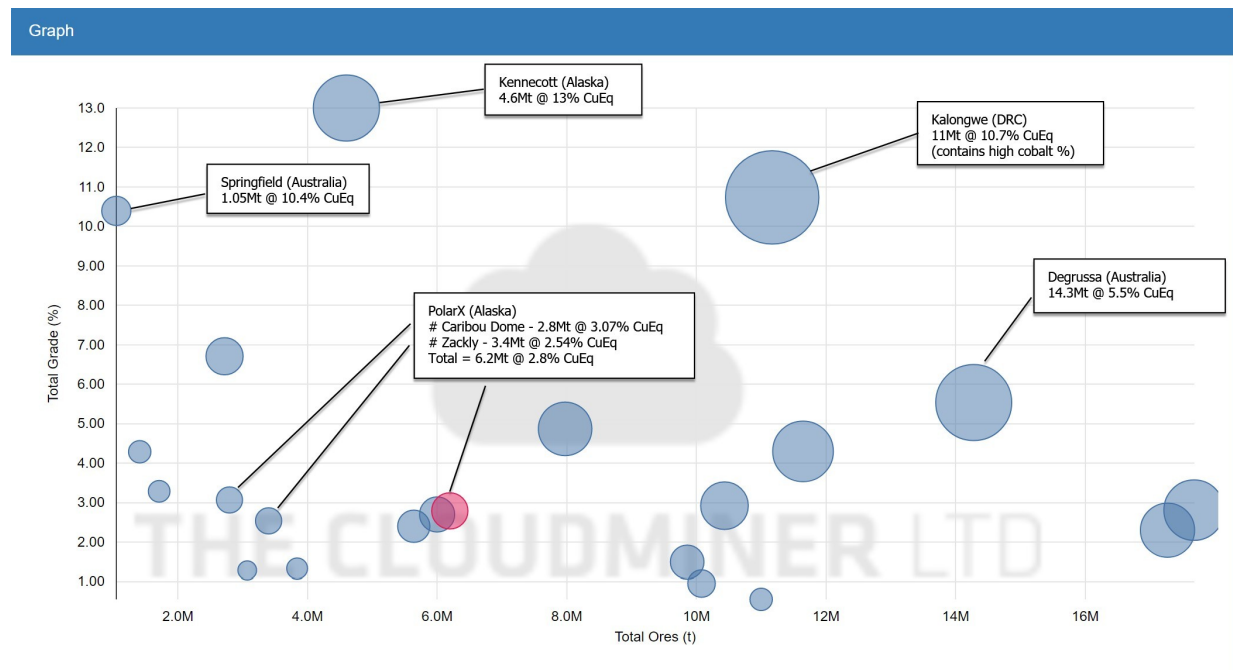 Graph
Kennecott (Alaska)
4.6Mt @ 13% CuEq
Kalongwe (DRC)
11Mt @ 10.7% CuEq
(contains high cobalt %)
Springfield (Australia)
1.05Mt @ 10.4% CuEq
Degrussa (Australia)
14.3Mt @ 5.5% CuEq
PolarX (Alaska)
# Caribou Dome - 2.8Mt @ 3.07% CuEq
# Zackly - 3.4Mt @ 2.54% CuEq
Total = 6.2Mt @ 2.8% CuEq
Total Grade (%)
13.0
12.0
11.0
10.0
9.00
8.00
7.00
6.00
5.00
4.00
3.00
2.00
1.00
THE CLOUDMINER LTD
2.0M
4.0M
6.0M
8.0M
10M
12M
14M
16M
Total Ores (t)